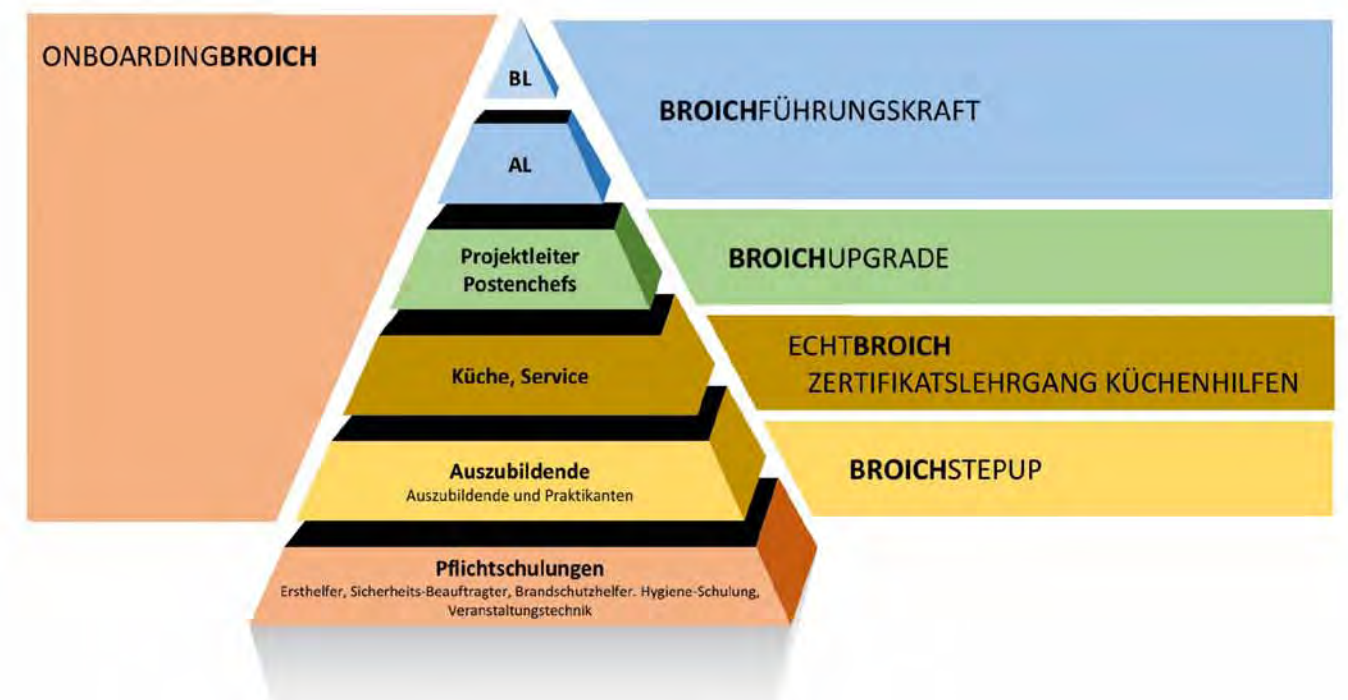 ONBOARDINGBROICH
BL
BROICHFÜHRUNGSKRAFT
AL
Projektleiter
Postenchefs
BROICHUPGRADE
Küche, Service
ECHTBROICH
ZERTIFIKATSLEHRGANG KÜCHENHILFEN
Auszubildende
Auszubildende und Praktikanten
BROICHSTEPUP
Pflichtschulungen
Ersthelfer, Sicherheits-Beauftragter, Brandschutzhelfer. Hygiene-Schulung,
Veranstaltungstechnik